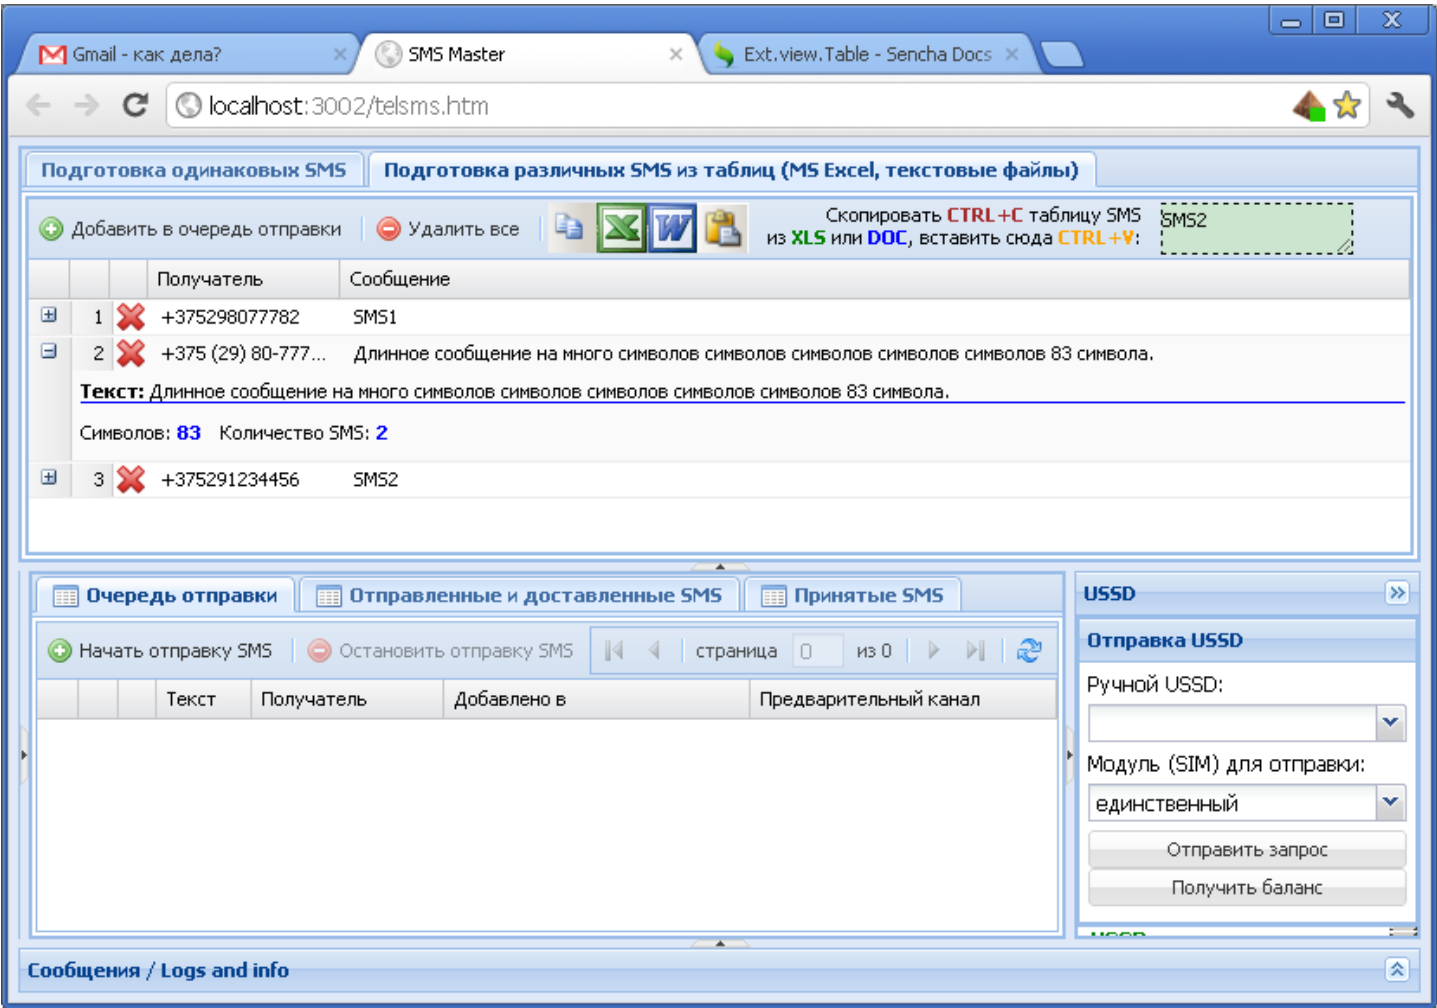 Gmail - как дела?
SMS Master
Ext.view.Table - Sencha Docs
localhost:3002/telsms.htm
Подготовка одинаковых SMS
Подготовка различных SMS из таблиц (MS Excel, текстовые файлы)
Добавить в очередь отправки
Удалить все
Скопировать CTRL+C таблицу SMS
из XLS или DOC, вставить сюда CTRL+V:
SMS2
Получатель Сообщение
1 +375298077782 SMS1
2 +375 (29) 80-777... Длинное сообщение на много символов символов символов символов символов 83 символа.
Текст: Длинное сообщение на много символов символов символов символов символов 83 символа.
Символов: 83 Количество SMS: 2
3 +375291234456 SMS2
Очередь отправки
Отправленные и доставленные SMS
Принятые SMS
Начать отправку SMS
Остановить отправку SMS
страница 0 из 0
Текст Получатель Добавлено в Предварительный канал
USSD
Отправка USSD
Ручной USSD:
Модуль (SIM) для отправки:
единственный
Отправить запрос
Получить баланс
Сообщения / Logs and info